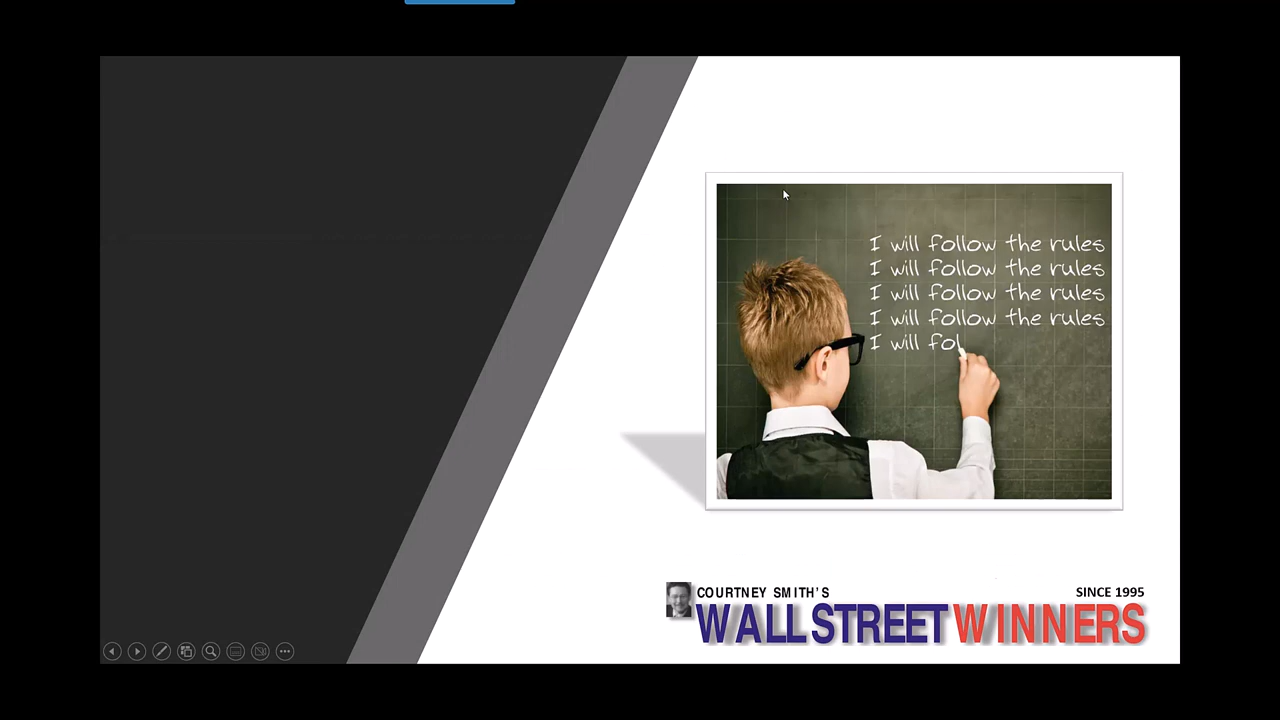 I will follow the rules
I will follow the rules
I will follow the rules
I will follow the rules
I will fol
COURTNEY SMITH'S
SINCE 1995
WALL STREET WINNERS